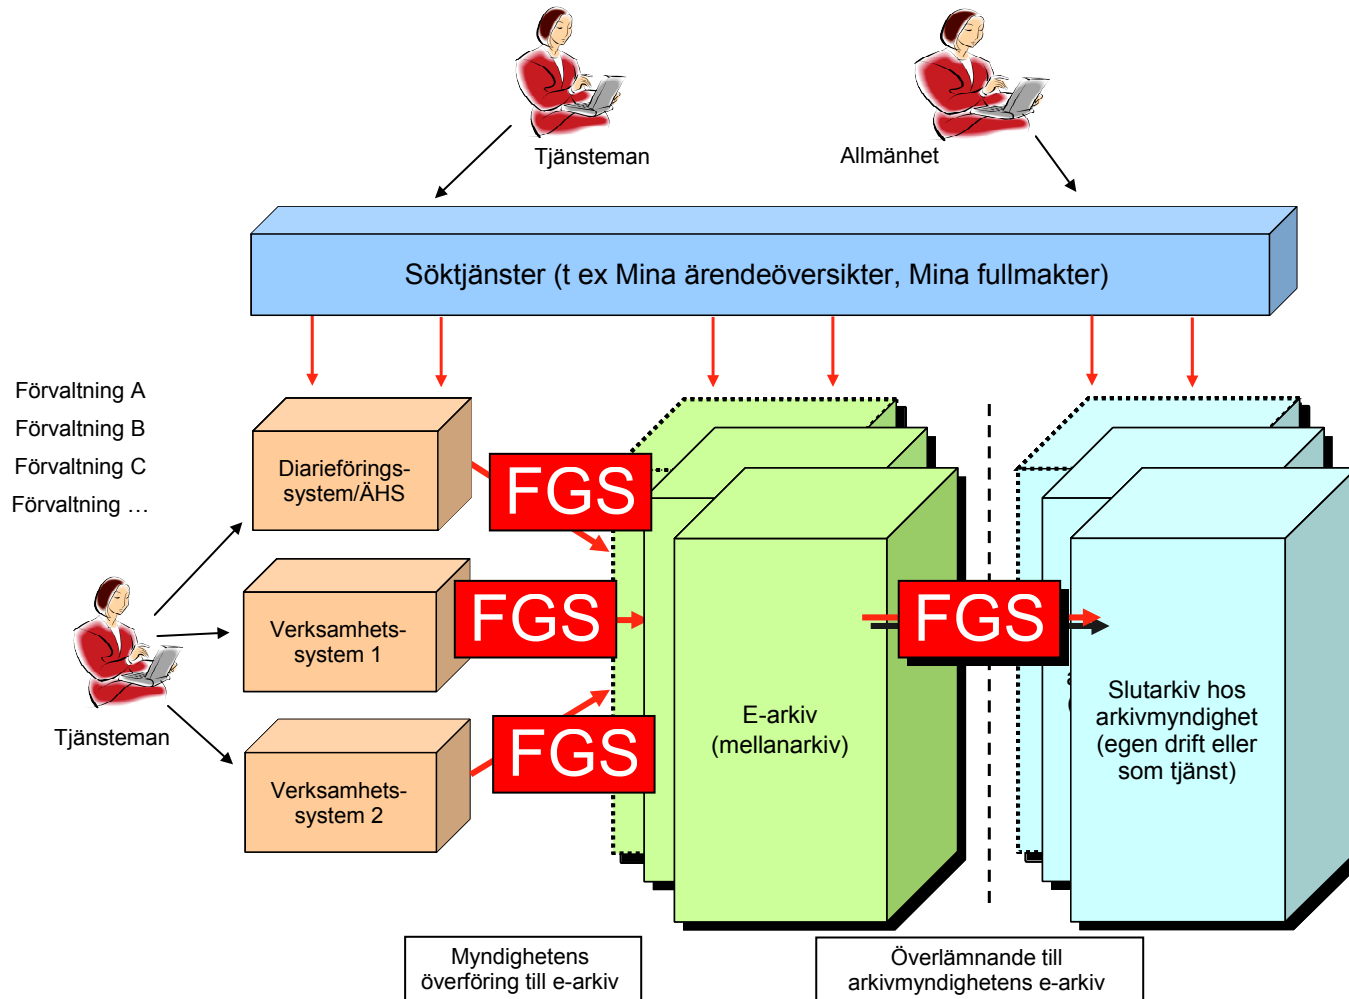 Tjänsteman
Allmänhet
Söktjänster (t ex Mina ärendeöversikter, Mina fullmakter)
Förvaltning A
Förvaltning B
Förvaltning C
Förvaltning …
Diarieförings-
system/ÄHS
FGS
Verksamhets-
system 1
FGS
Verksamhets-
system 2
FGS
Tjänsteman
E-arkiv
(mellanarkiv)
FGS
Slutarkiv hos
arkivmyndighet
(egen drift eller
som tjänst)
Myndighetens
överföring till e-arkiv
Överlämnande till
arkivmyndighetens e-arkiv